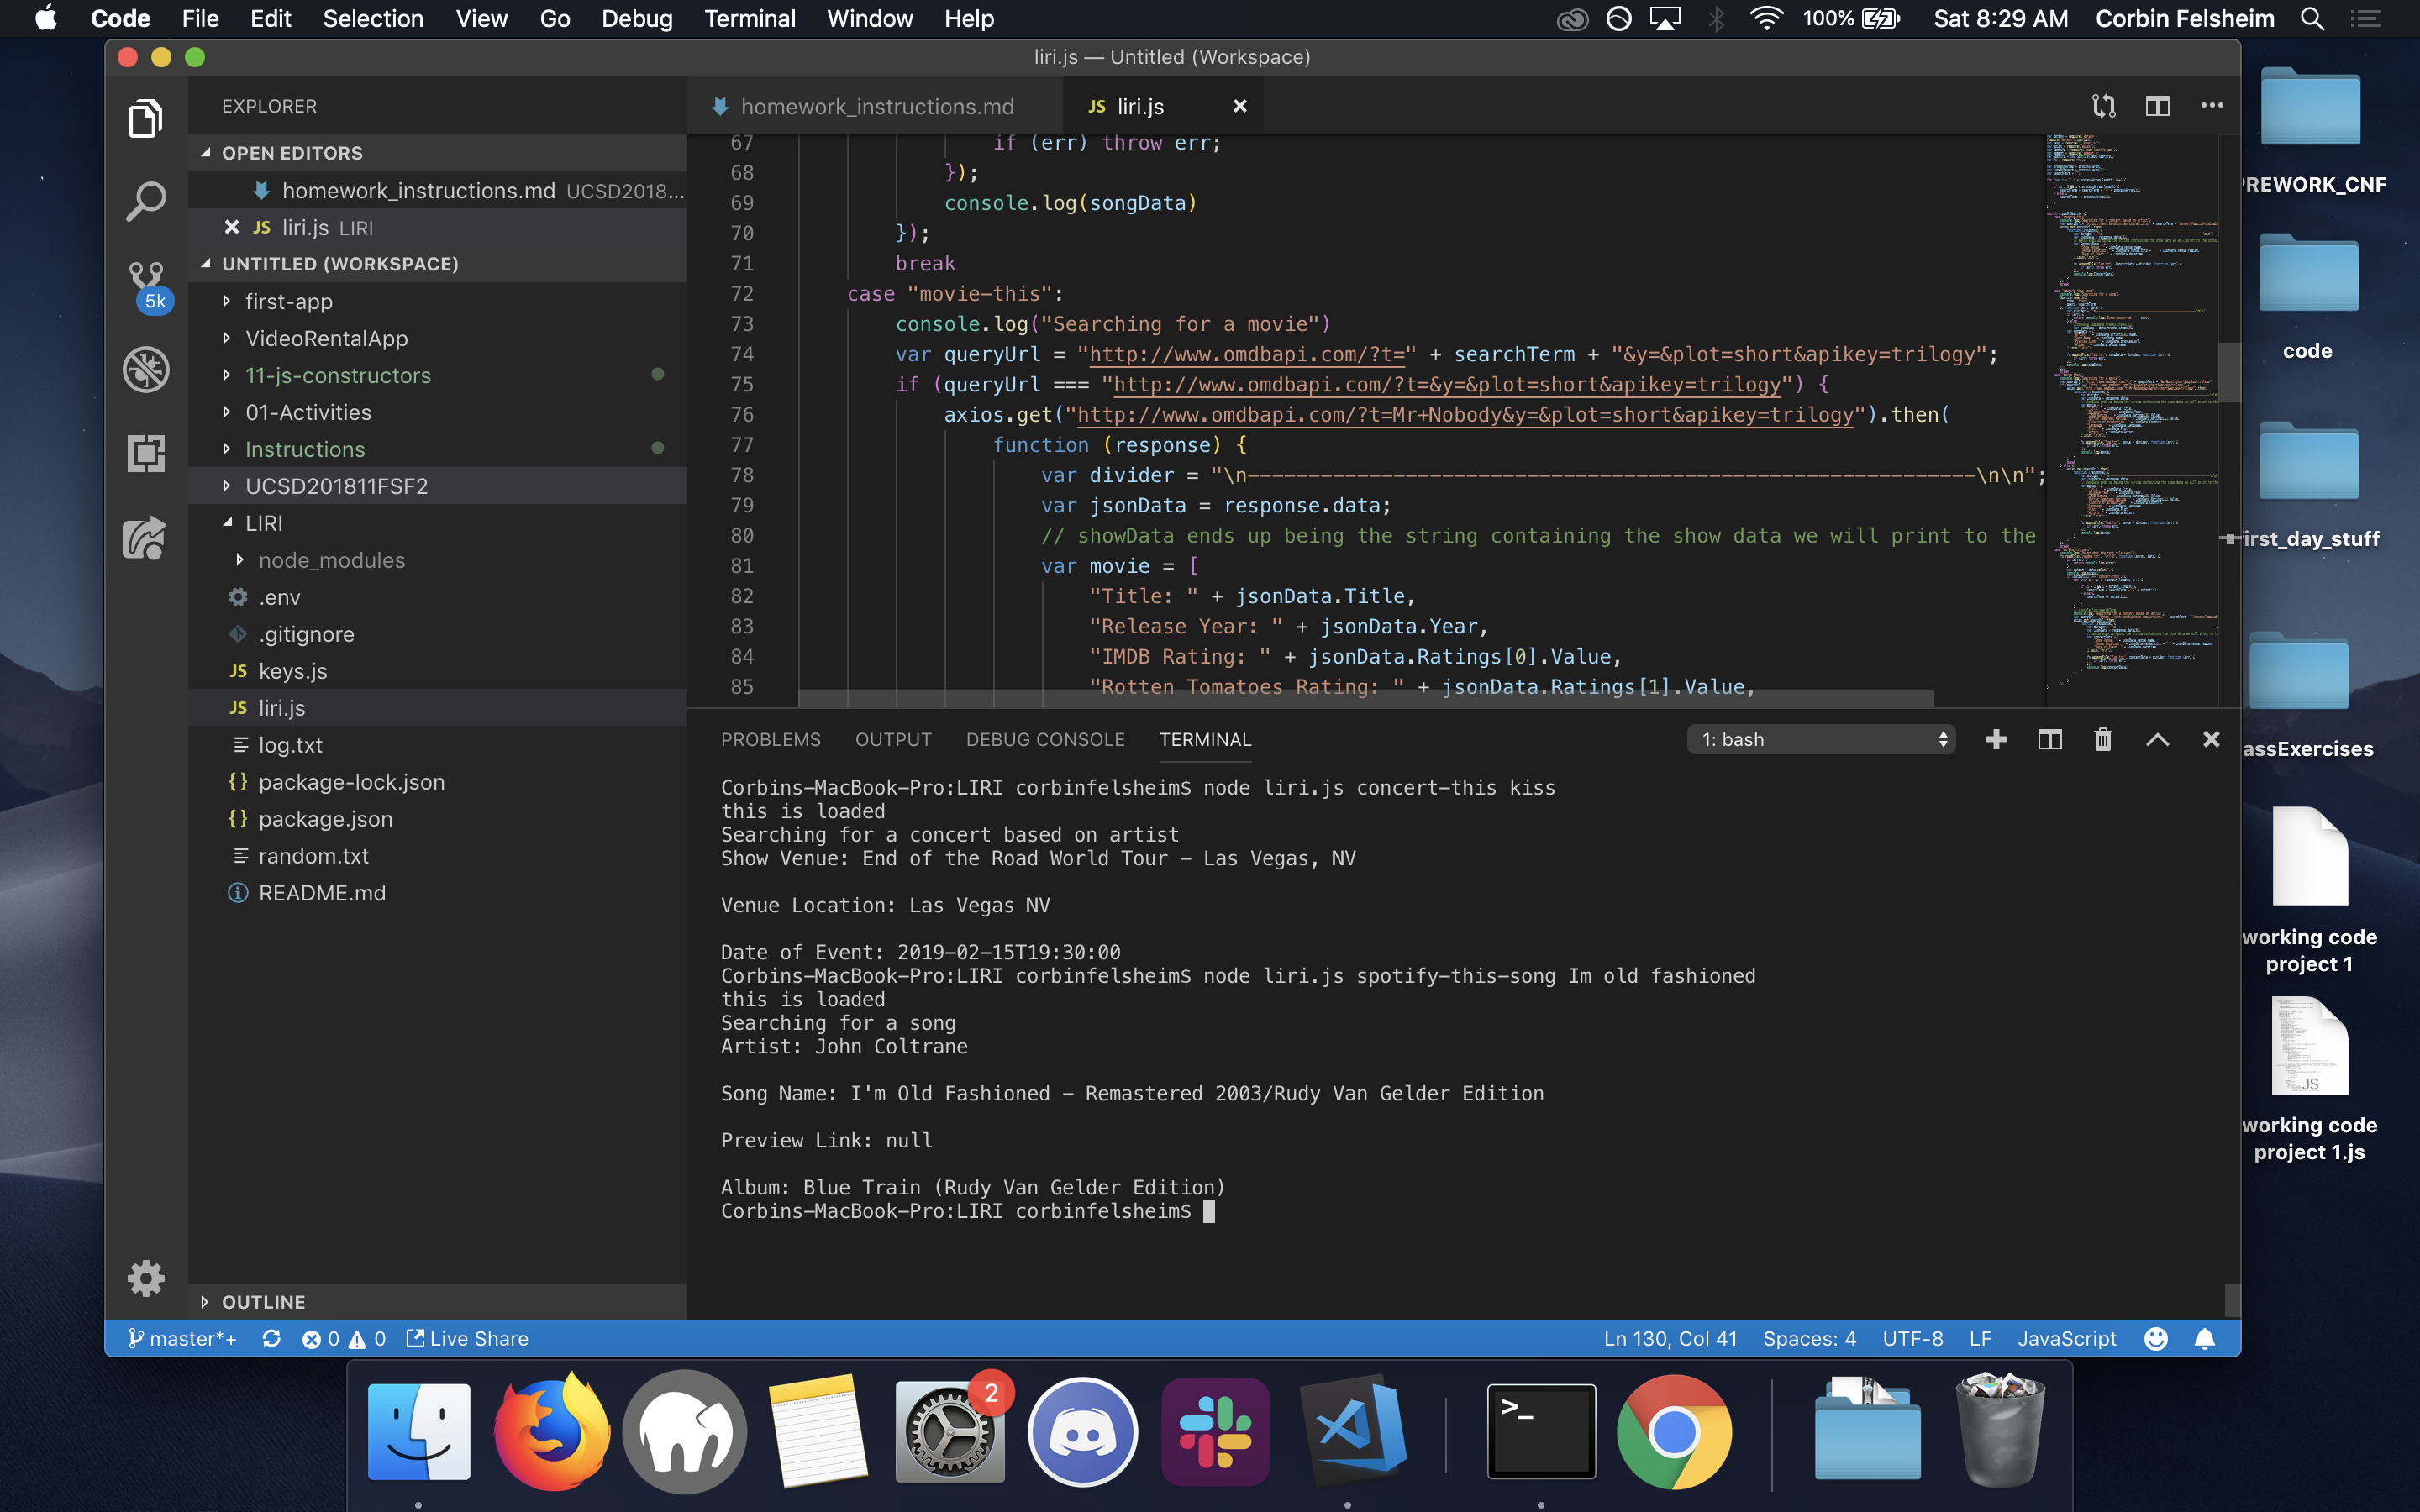 Code File Edit Selection View Go Debug Terminal Window Help 100% Sat 8:29 AM Corbin Felsheim
liri.js — Untitled (Workspace)
EXPLORER
OPEN EDITORS
homework_instructions.md UCSD2018...
JS liri.js LIRI
UNTITLED (WORKSPACE)
5k
first-app
VideoRentalApp
11-js-constructors
01-Activities
Instructions
UCSD201811FSF2
LIRI
node_modules
.env
.gitignore
JS keys.js
JS liri.js
log.txt
{} package-lock.json
{} package.json
random.txt
README.md
OUTLINE
homework_instructions.md JS liri.js
67 if (err) throw err;
68 });
69 console.log(songData)
70 });
71 break
72 case "movie-this":
73 console.log("Searching for a movie")
74 var queryUrl = "http://www.omdbapi.com/?t=" + searchTerm + "&y=&plot=short&apikey=trilogy";
75 if (queryUrl === "http://www.omdbapi.com/?t=&y=&plot=short&apikey=trilogy") {
76 axios.get("http://www.omdbapi.com/?t=Mr+Nobody&y=&plot=short&apikey=trilogy").then(
77 function (response) {
78 var divider = "\n------------------------------------------------------------\n\n";
79 var jsonData = response.data;
80 // showData ends up being the string containing the show data we will print to the
81 var movie = [
82 "Title: " + jsonData.Title,
83 "Release Year: " + jsonData.Year,
84 "IMDB Rating: " + jsonData.Ratings[0].Value,
85 "Rotten Tomatoes Rating: " + jsonData.Ratings[1].Value,
PROBLEMS OUTPUT DEBUG CONSOLE TERMINAL 1: bash
Corbins-MacBook-Pro:LIRI corbinfelsheim$ node liri.js concert-this kiss
this is loaded
Searching for a concert based on artist
Show Venue: End of the Road World Tour - Las Vegas, NV
Venue Location: Las Vegas NV
Date of Event: 2019-02-15T19:30:00
Corbins-MacBook-Pro:LIRI corbinfelsheim$ node liri.js spotify-this-song Im old fashioned
this is loaded
Searching for a song
Artist: John Coltrane
Song Name: I'm Old Fashioned - Remastered 2003/Rudy Van Gelder Edition
Preview Link: null
Album: Blue Train (Rudy Van Gelder Edition)
Corbins-MacBook-Pro:LIRI corbinfelsheim$
master*+ 0 0 Live Share Ln 130, Col 41 Spaces: 4 UTF-8 LF JavaScript
PREWORK_CNF
code
irst_day_stuff
assExercises
working code
project 1
JS
working code
project 1.js
2
>_